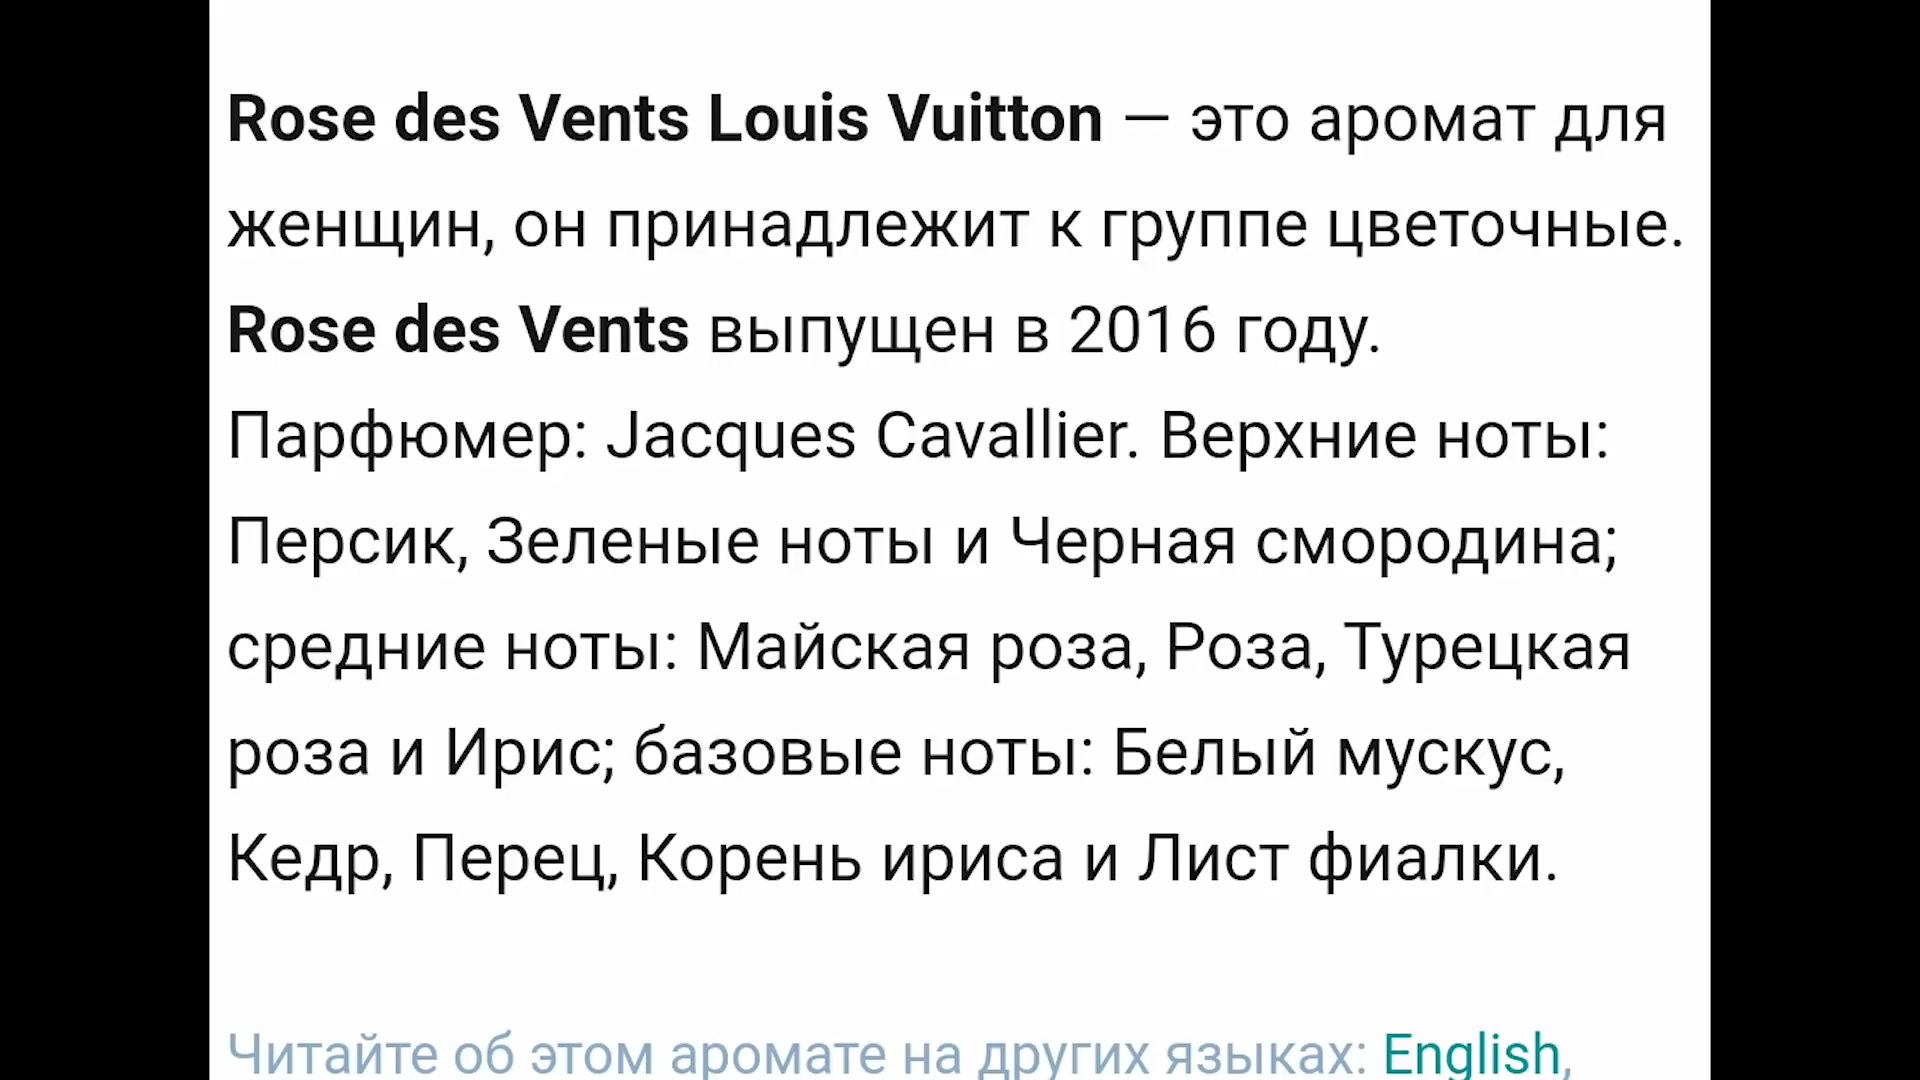 Rose des Vents Louis Vuitton — это аромат для
женщин, он принадлежит к группе цветочные.
Rose des Vents выпущен в 2016 году.
Парфюмер: Jacques Cavallier. Верхние ноты:
Персик, Зеленые ноты и Черная смородина;
средние ноты: Майская роза, Роза, Турецкая
роза и Ирис; базовые ноты: Белый мускус,
Кедр, Перец, Корень ириса и Лист фиалки.
Читайте об этом аромате на других языках: English,